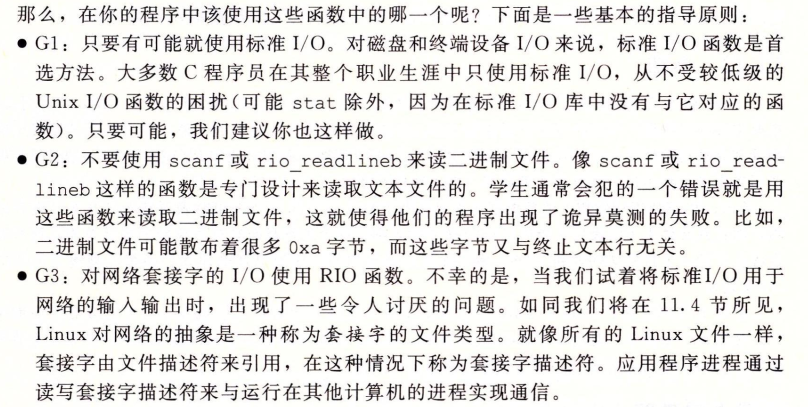 那么，在你的程序中该使用这些函数中的哪一个呢？下面是一些基本的指导原则：
● G1：只要有可能就使用标准 I/O。对磁盘和终端设备 I/O 来说，标准 I/O 函数是首
选方法。大多数 C 程序员在其整个职业生涯中只使用标准 I/O，从不受较低级的
Unix I/O 函数的困扰(可能 stat 除外，因为在标准 I/O 库中没有与它对应的函
数)。只要可能，我们建议你也这样做。
● G2：不要使用 scanf 或 rio_readlineb 来读二进制文件。像 scanf 或 rio_read-
lineb 这样的函数是专门设计来读取文本文件的。学生通常会犯的一个错误就是用
这些函数来读取二进制文件，这就使得他们的程序出现了诡异莫测的失败。比如，
二进制文件可能散布着很多 0xa 字节，而这些字节又与终止文本行无关。
● G3：对网络套接字的 I/O 使用 RIO 函数。不幸的是，当我们试着将标准I/O 用于
网络的输入输出时，出现了一些令人讨厌的问题。如同我们将在 11.4 节所见，
Linux 对网络的抽象是一种称为套接字的文件类型。就像所有的 Linux 文件一样，
套接字由文件描述符来引用，在这种情况下称为套接字描述符。应用程序进程通过
读写套接字描述符来与运行在其他计算机的进程实现通信。